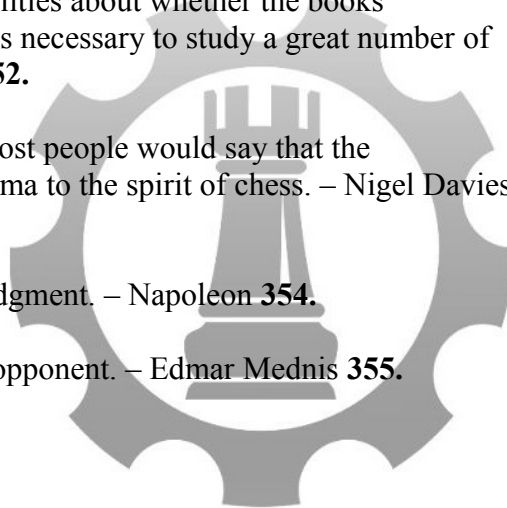 nities about whether the books
s necessary to study a great number of
52.
ost people would say that the
ma to the spirit of chess. – Nigel Davies
dgment. – Napoleon 354.
opponent. – Edmar Mednis 355.